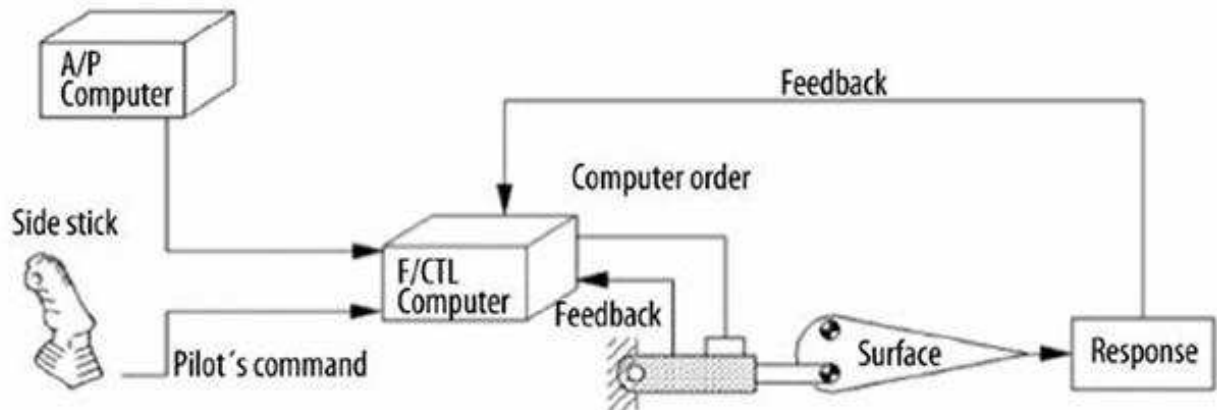 A/P
Computer
Feedback
Computer order
Side stick
F/CTL
Computer
Feedback
Pilot´s command
Surface
Response